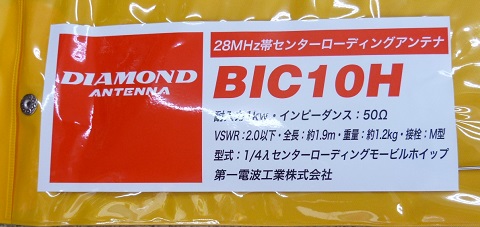 DIAMOND
ANTENNA
28MHz帯センターローディングアンテナ
BIC10H
耐入力1kw・インピーダンス:50Ω
VSWR:2.0以下・全長:約1.9m・重量:約1.2kg・接栓:M型
型式:1/4λセンターローディングモービルホイップ
第一電波工業株式会社